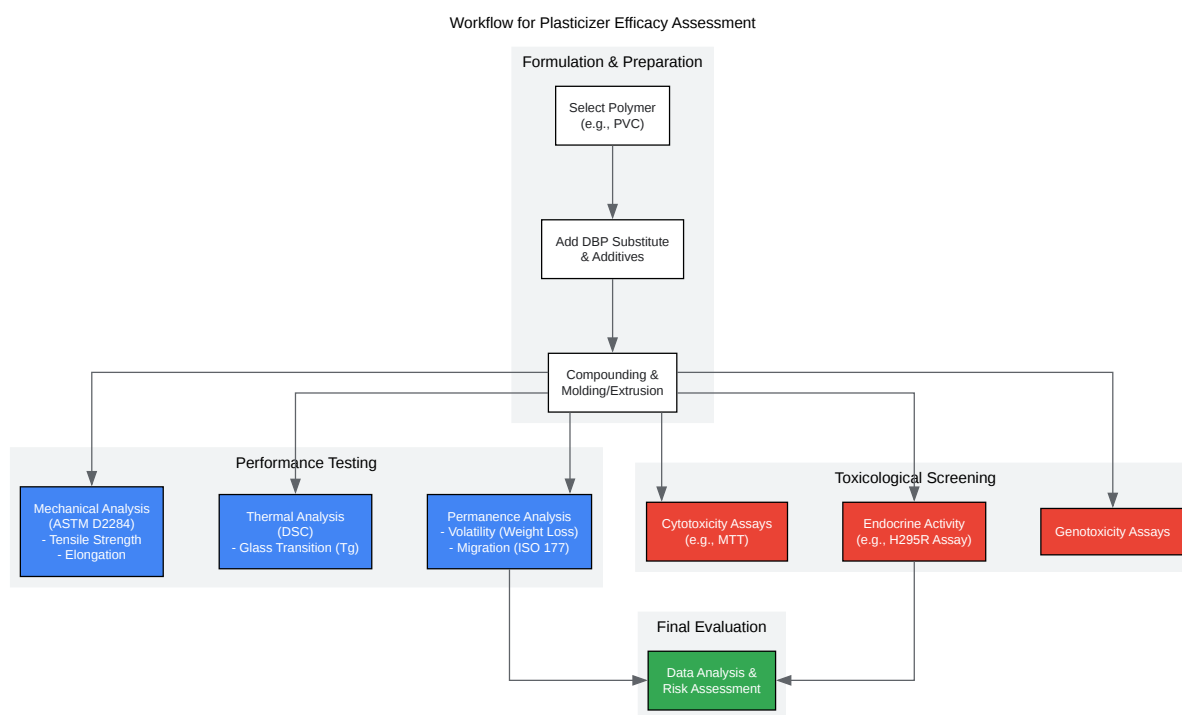 Workflow for Plasticizer Efficacy Assessment
Formulation & Preparation
Select Polymer
(e.g., PVC)
Add DBP Substitute
& Additives
Compounding &
Molding/Extrusion
Performance Testing
Mechanical Analysis
(ASTM D2284)
- Tensile Strength
- Elongation
Thermal Analysis
(DSC)
- Glass Transition (Tg)
Permanence Analysis
- Volatility (Weight Loss)
- Migration (ISO 177)
Toxicological Screening
Cytotoxicity Assays
(e.g., MTT)
Endocrine Activity
(e.g., H295R Assay)
Genotoxicity Assays
Final Evaluation
Data Analysis &
Risk Assessment